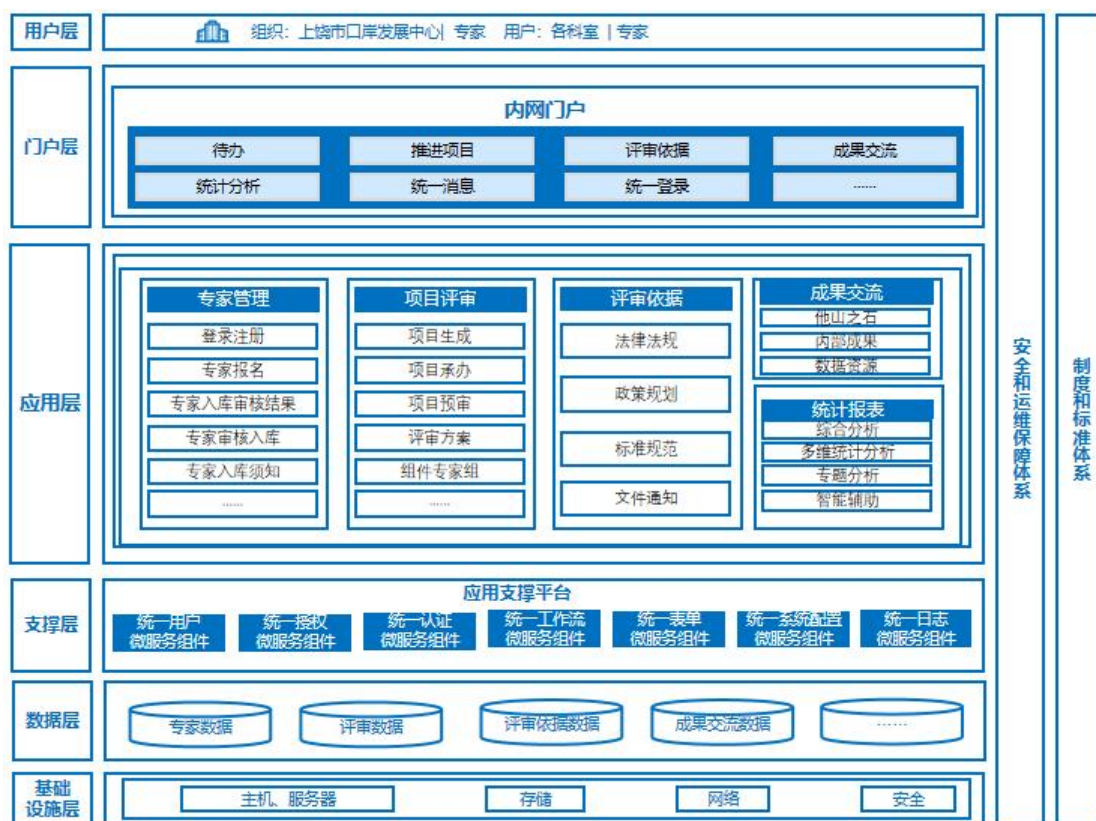 用户层
组织：上饶市口岸发展中心| 专家 用户：各科室 | 专家
门户层
内网门户
待办
推进项目
评审依据
成果交流
统计分析
统一消息
统一登录
......
应用层
专家管理
登录注册
专家报名
专家入库审核结果
专家审核入库
专家入库须知
......
项目评审
项目生成
项目承办
项目预审
评审方案
组件专家组
......
评审依据
法律法规
政策规划
标准规范
文件通知
成果交流
他山之石
内部成果
数据资源
统计报表
综合分析
多维统计分析
专题分析
智能辅助
支撑层
应用支撑平台
统一用户
微服务组件
统一授权
微服务组件
统一认证
微服务组件
统一工作流
微服务组件
统一表单
微服务组件
统一系统配置
微服务组件
统一日志
微服务组件
数据层
专家数据
评审数据
评审依据数据
成果交流数据
......
基础
设施层
主机、服务器
存储
网络
安全
安全和运维保障体系
制度和标准体系